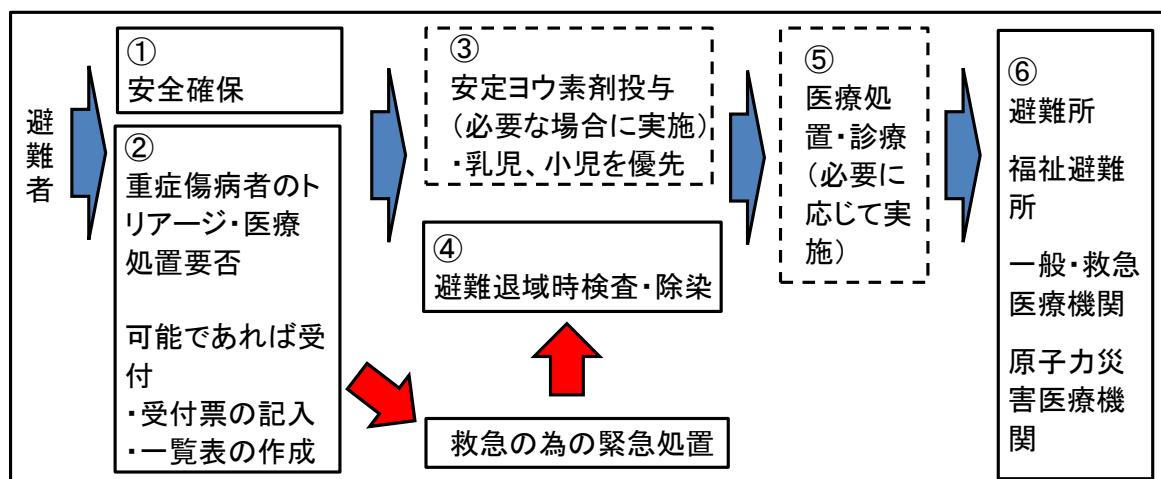 避難者
①
安全確保
②
重症傷病者のト
リアージ・医療
処置要否
可能であれば受
付
・受付票の記入
・一覧表の作成
③
安定ヨウ素剤投与
(必要な場合に実施)
・乳児、小児を優先
④
避難退域時検査・除染
救急の為の緊急処置
⑤
医療処
置・診療
(必要に
応じて実
施)
⑥
避難所
福祉避難
所
一般・救急
医療機関
原子力災
害医療機
関